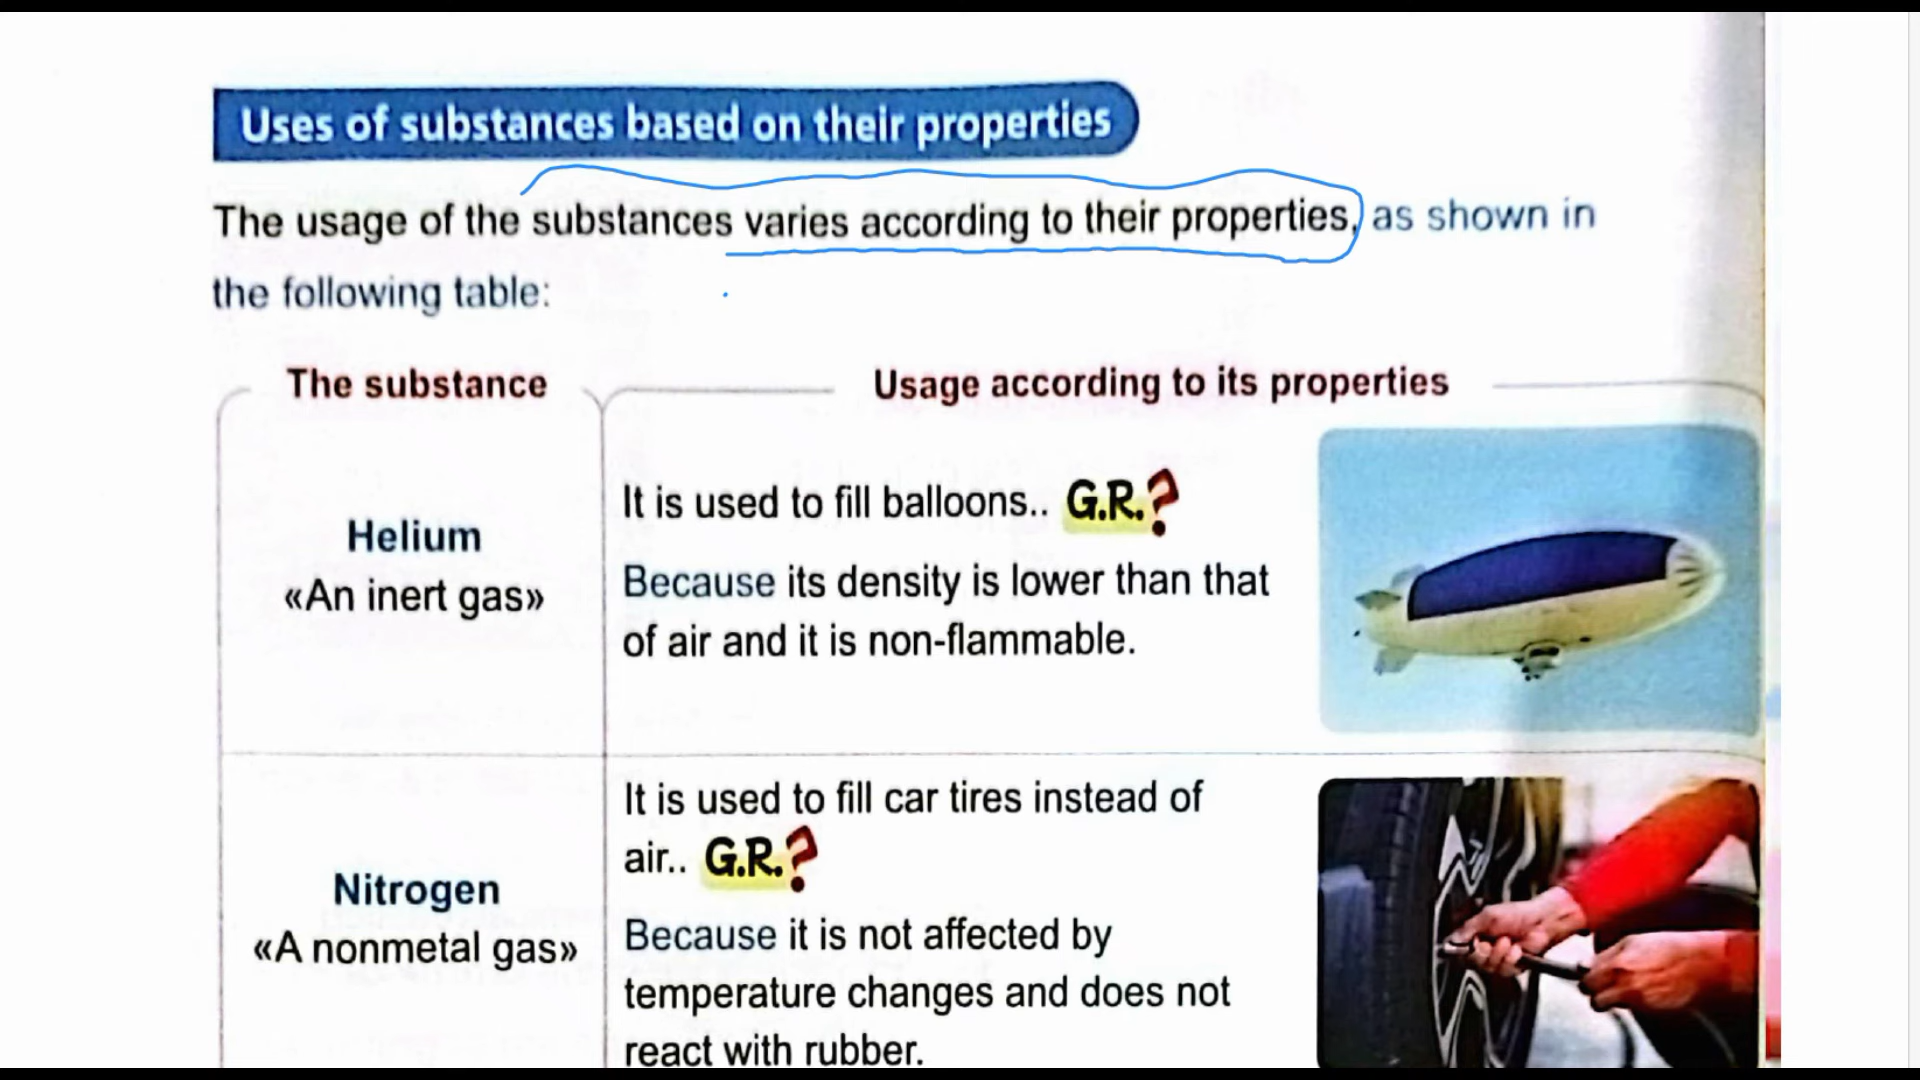 Uses of substances based on their properties
The usage of the substances varies according to their properties, as shown in
the following table:
The substance
Usage according to its properties
Helium
«An inert gas»
It is used to fill balloons.. G.R.?
Because its density is lower than that
of air and it is non-flammable.
Nitrogen
«A nonmetal gas»
It is used to fill car tires instead of
air.. G.R.?
Because it is not affected by
temperature changes and does not
react with rubber.